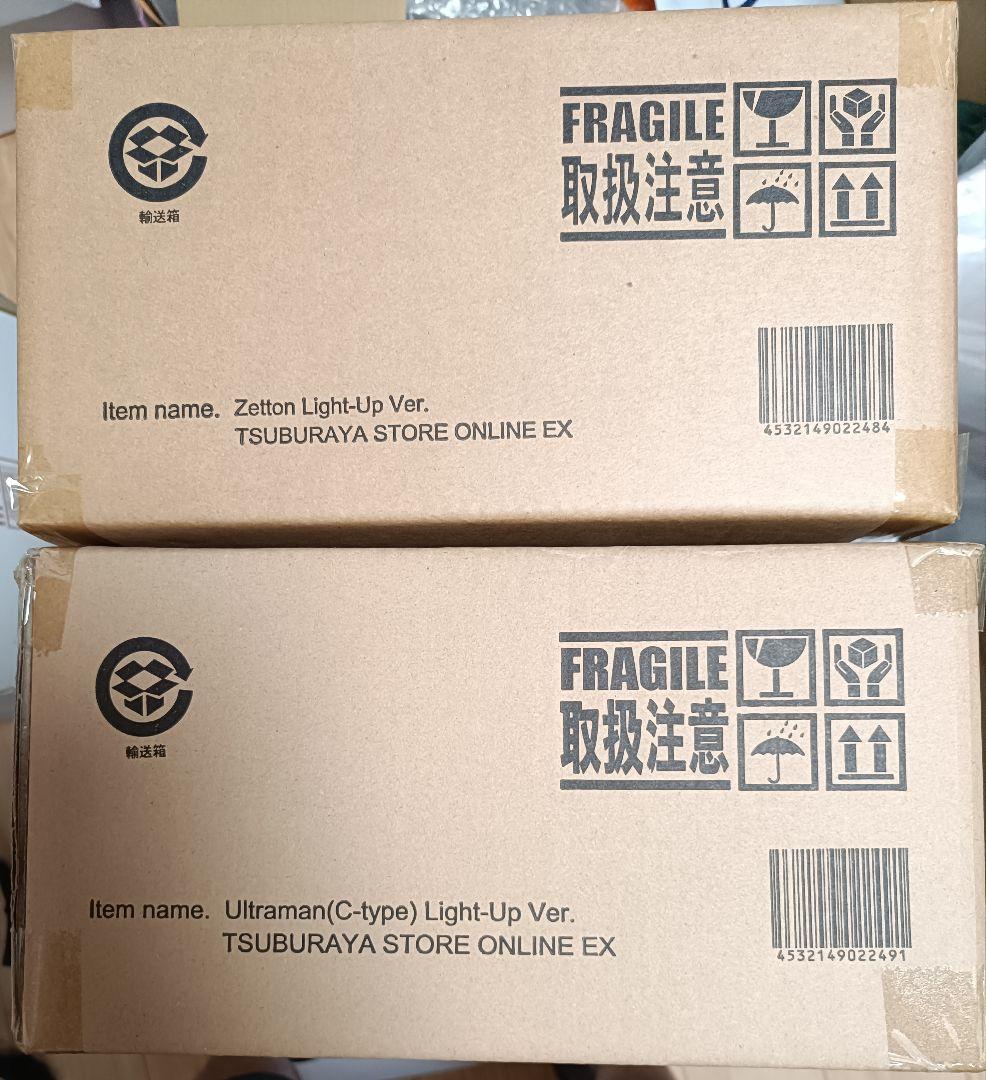 輸送箱
FRAGILE
取扱注意
Item name. Zetton Light-Up Ver.
TSUBURAYA STORE ONLINE EX
4532149022484
輸送箱
FRAGILE
取扱注意
Item name. Ultraman(C-type) Light-Up Ver.
TSUBURAYA STORE ONLINE EX
4532149022491